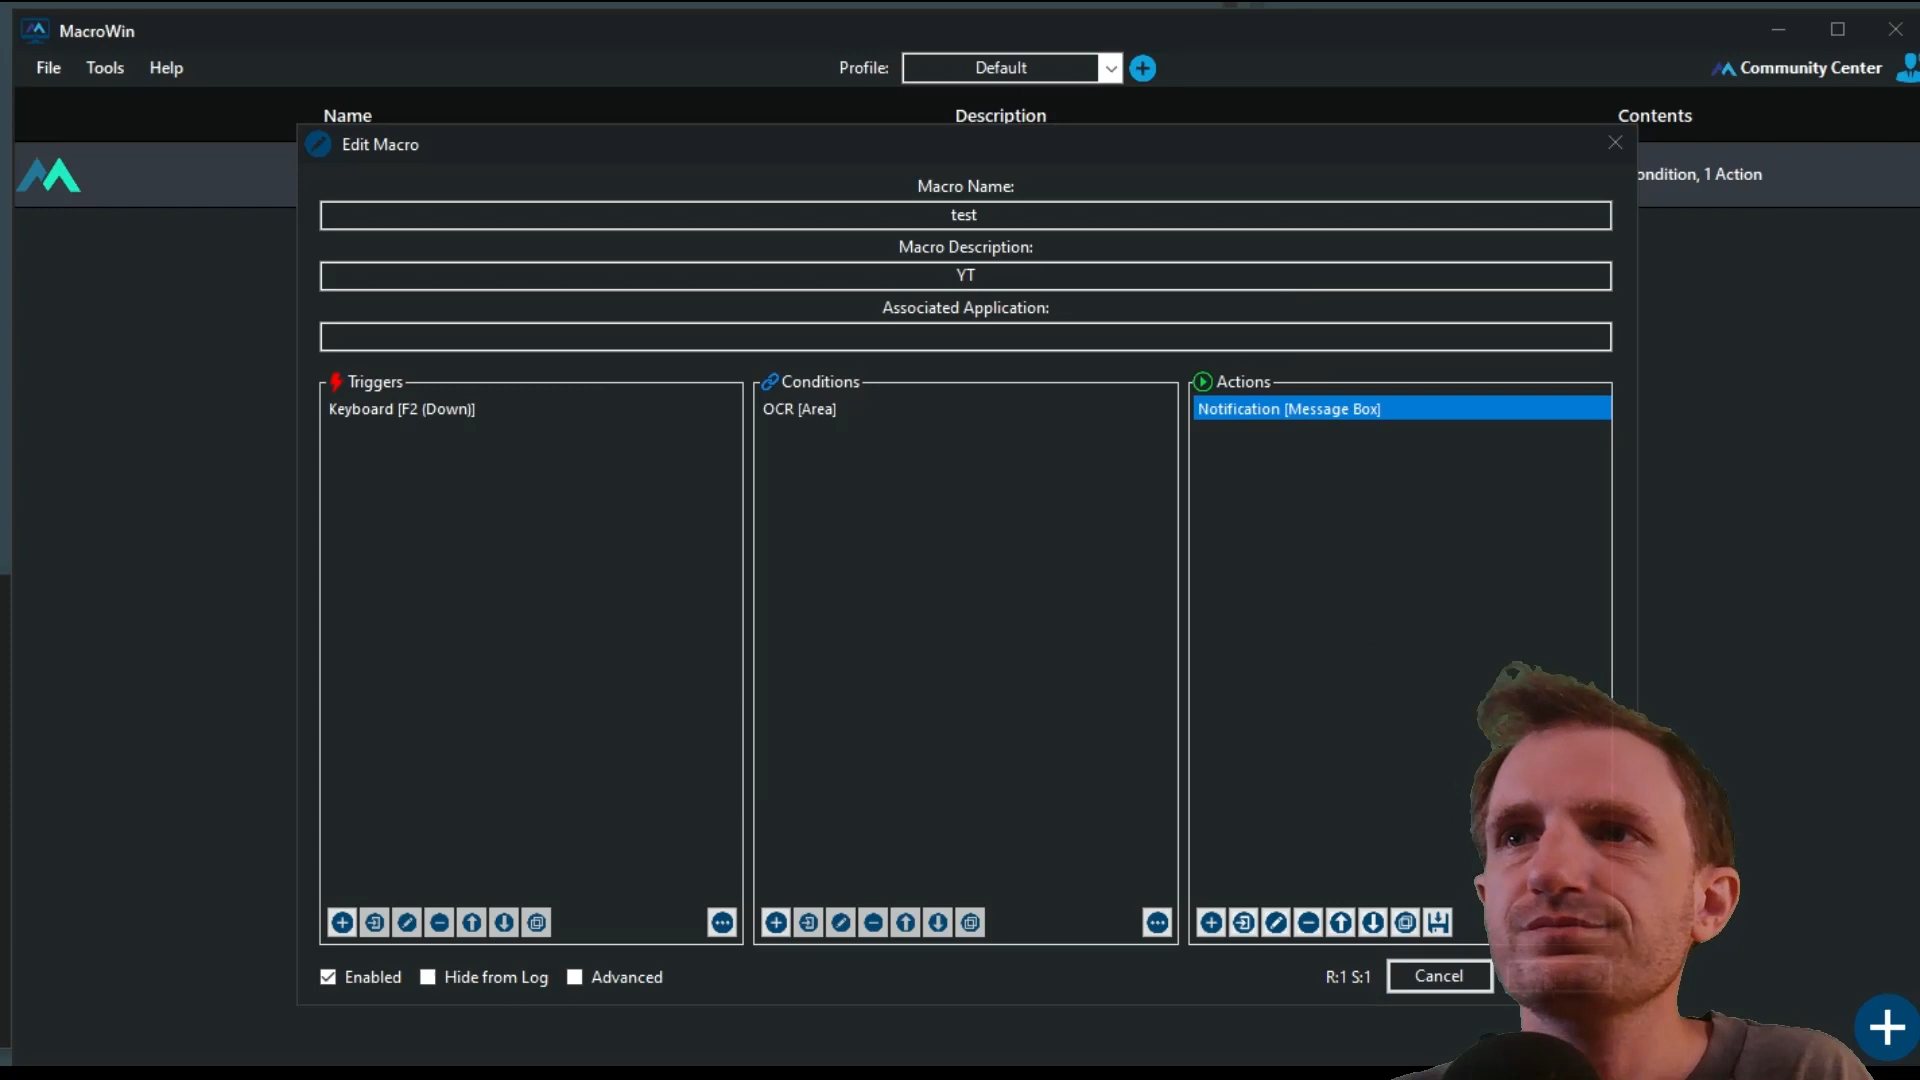 MacroWin
File Tools Help
Profile: Default
Community Center
Name Description Contents
Edit Macro
ondition, 1 Action
Macro Name:
test
Macro Description:
YT
Associated Application:
Triggers
Keyboard [F2 (Down)]
Conditions
OCR [Area]
Actions
Notification [Message Box]
Enabled Hide from Log Advanced
R:1 S:1 Cancel